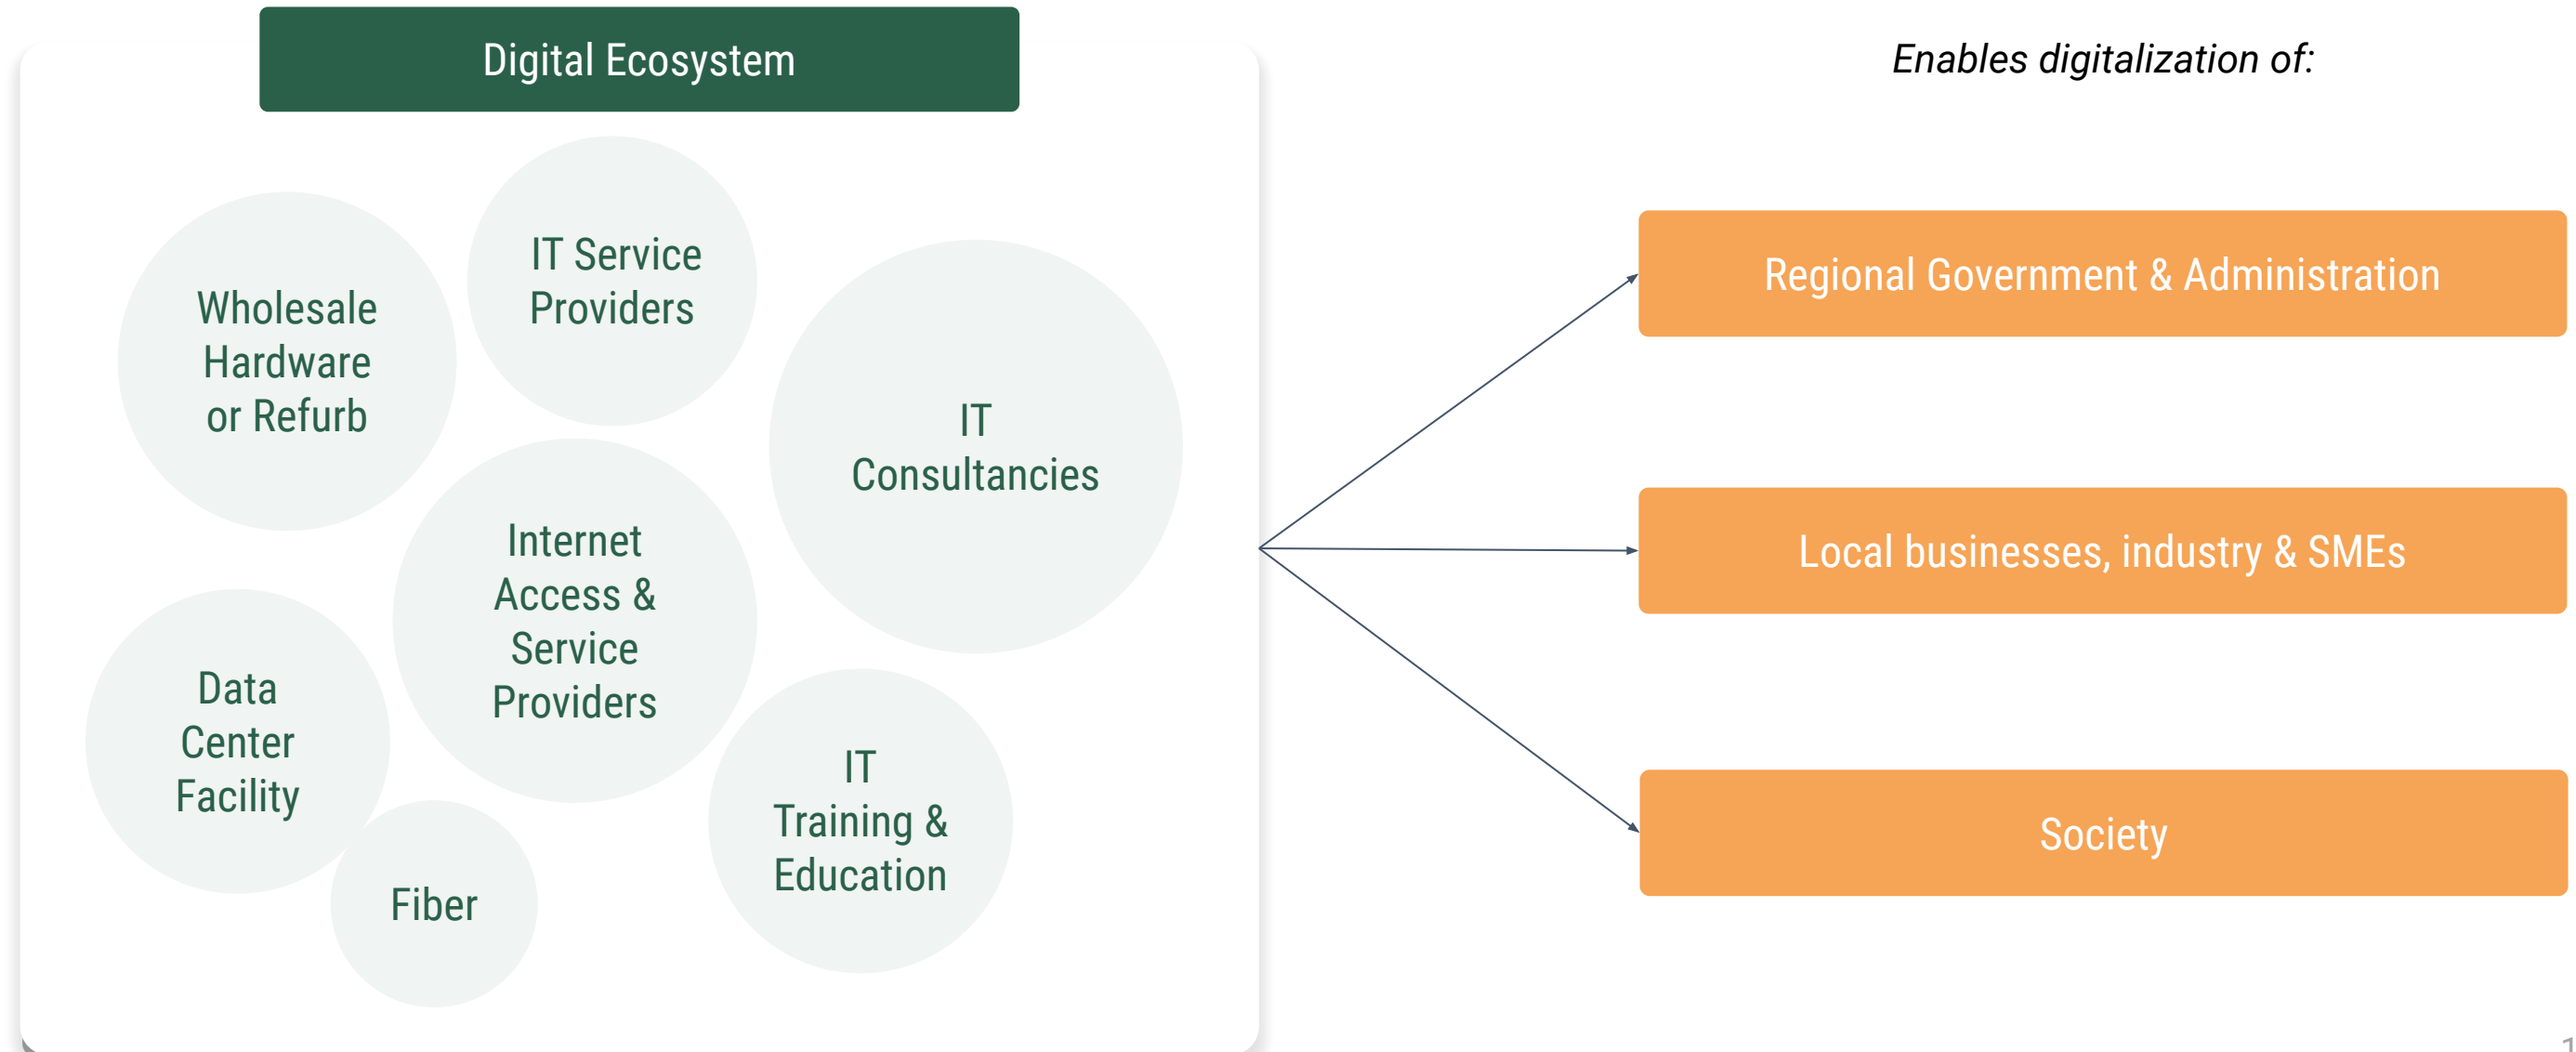 Digital Ecosystem
Enables digitalization of:
IT Service
Providers
Wholesale
Hardware
or Refurb
IT
Consultancies
Internet
Access &
Service
Providers
Data
Center
Facility
IT
Training &
Education
Fiber
Regional Government & Administration
Local businesses, industry & SMEs
Society